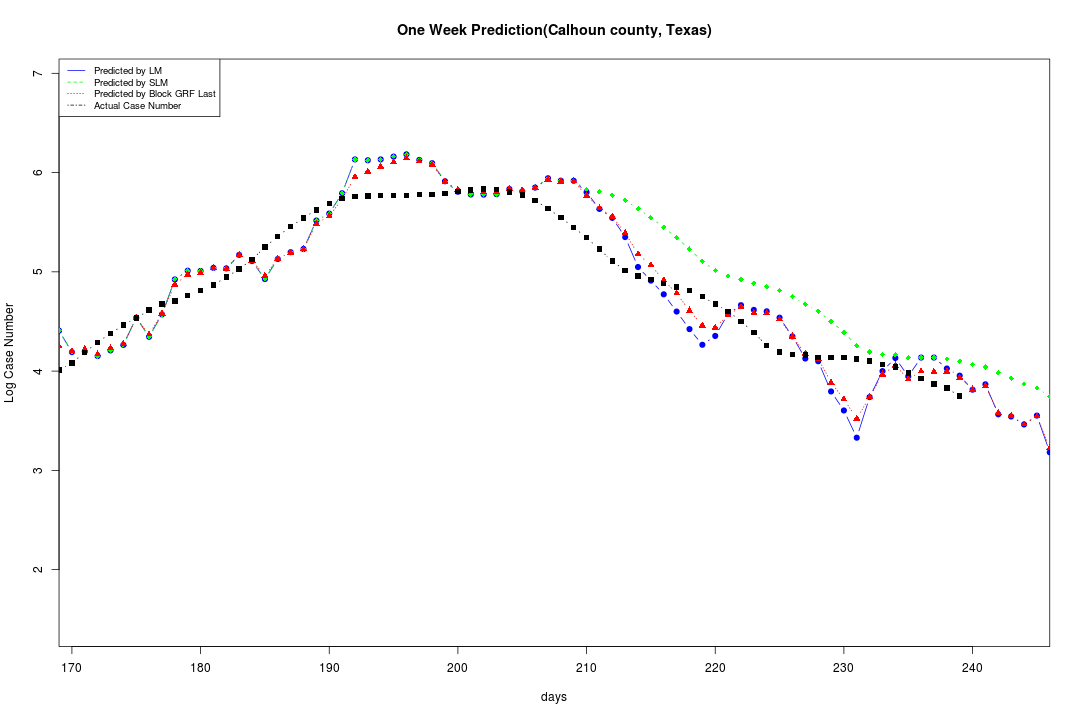 One Week Prediction(Calhoun county, Texas)
Predicted by LM
Predicted by SLM
Predicted by Block GRF Last
Actual Case Number
7
6
5
4
3
2
Log Case Number
170 180 190 200 210 220 230 240
days